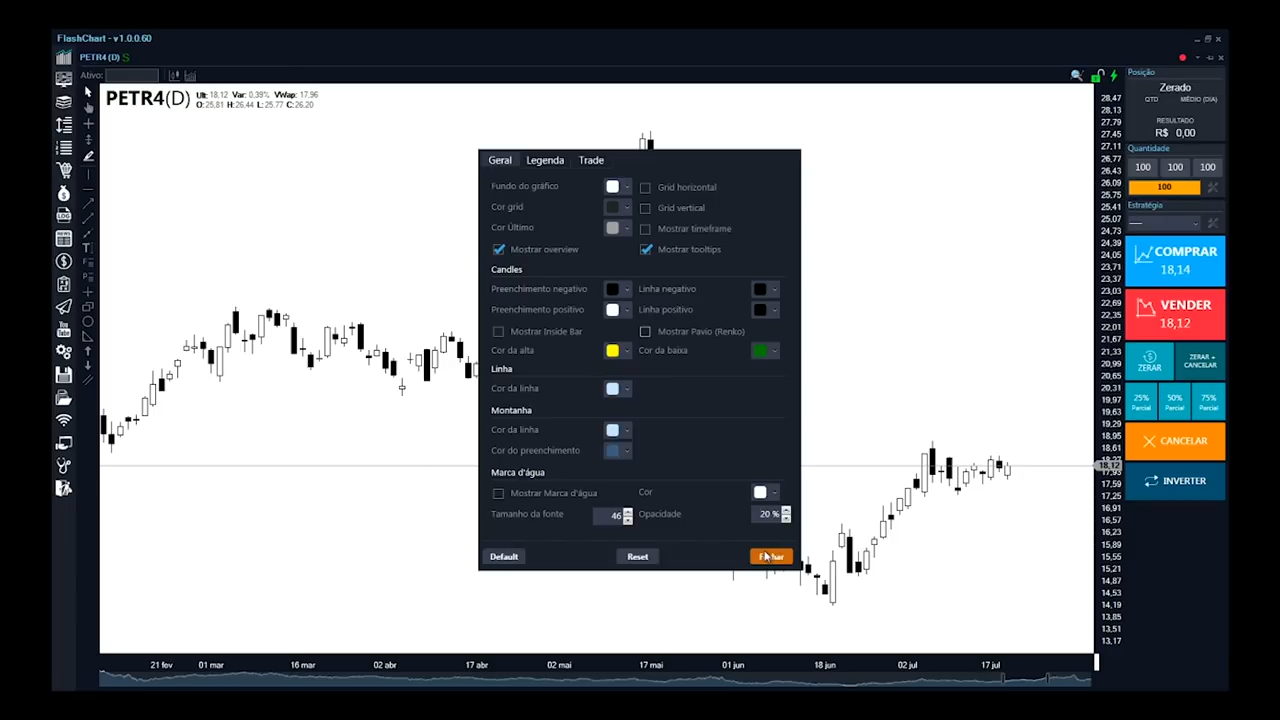 FlashChart - v1.0.0.60
PETR4 (D) S
Ativo:
PETR4(D)
Ult: 18,12 Var: 0,39% VWap: 17,96
O: 25,81 H: 26.44 L: 25.77 C: 26.20
Geral Legenda Trade
Fundo do gráfico
Grid horizontal
Cor grid
Grid vertical
Cor Último
Mostrar timeframe
Mostrar overview
Mostrar tooltips
Candles
Preenchimento negativo
Linha negativo
Preenchimento positivo
Linha positivo
Mostrar Inside Bar
Mostrar Pavio (Renko)
Cor da alta
Cor da baixa
Linha
Cor da linha
Montanha
Cor da linha
Cor do preenchimento
Marca d'água
Mostrar Marca d'água
Cor
Tamanho da fonte 46
Opacidade 20 %
Default Reset
28,47
28,13
27,79
27,45
27,11
26,77
26,43
26,09
25,75
25,41
25,07
24,73
24,39
24,05
23,71
23,37
23,03
22,69
22,35
22,01
21,67
21,33
20,99
20,65
20,31
19,97
19,63
19,29
18,95
18,61
18,12
17,59
17,25
16,91
16,57
16,23
15,89
15,55
15,21
14,87
14,53
14,19
13,85
13,51
13,17
21 fev 01 mar 16 mar 02 abr 17 abr 02 mai 17 mai 01 jun 18 jun 02 jul 17 jul
Posição
Zerado
QTD MÉDIO (DIA)
RESULTADO
R$ 0,00
Quantidade
100 100 100
100
Estratégia
COMPRAR
18,14
VENDER
18,12
ZERAR
ZERAR +
CANCELAR
25% 50% 75%
Parcial Parcial Parcial
CANCELAR
INVERTER
LOG
NEWS
You
Tube